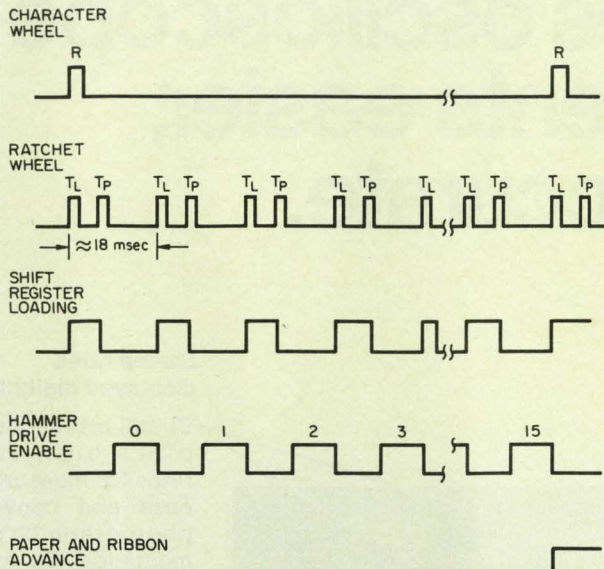 CHARACTER
WHEEL
R R
RATCHET
WHEEL
TL TP TL TP TL TP TL TP TL TL TP TL TP
≈18 msec
SHIFT
REGISTER
LOADING
HAMMER
DRIVE
ENABLE
0 1 2 3 15
PAPER AND RIBBON
ADVANCE